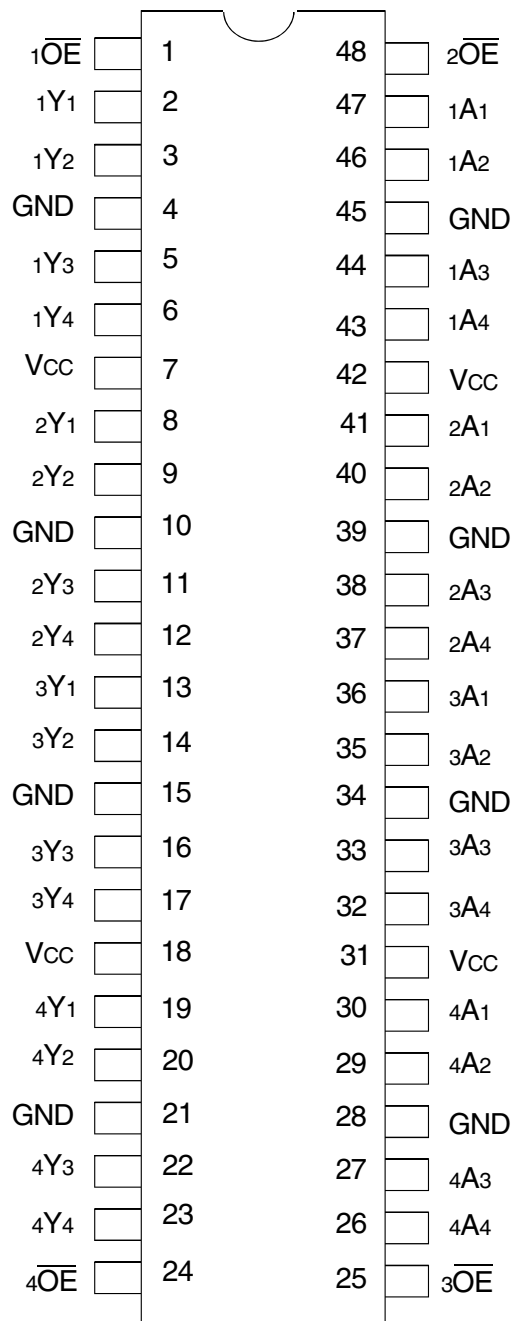 1OE 1 48 2OE
1Y1 2 47 1A1
1Y2 3 46 1A2
GND 4 45 GND
1Y3 5 44 1A3
1Y4 6 43 1A4
VCC 7 42 VCC
2Y1 8 41 2A1
2Y2 9 40 2A2
GND 10 39 GND
2Y3 11 38 2A3
2Y4 12 37 2A4
3Y1 13 36 3A1
3Y2 14 35 3A2
GND 15 34 GND
3Y3 16 33 3A3
3Y4 17 32 3A4
VCC 18 31 VCC
4Y1 19 30 4A1
4Y2 20 29 4A2
GND 21 28 GND
4Y3 22 27 4A3
4Y4 23 26 4A4
4OE 24 25 3OE